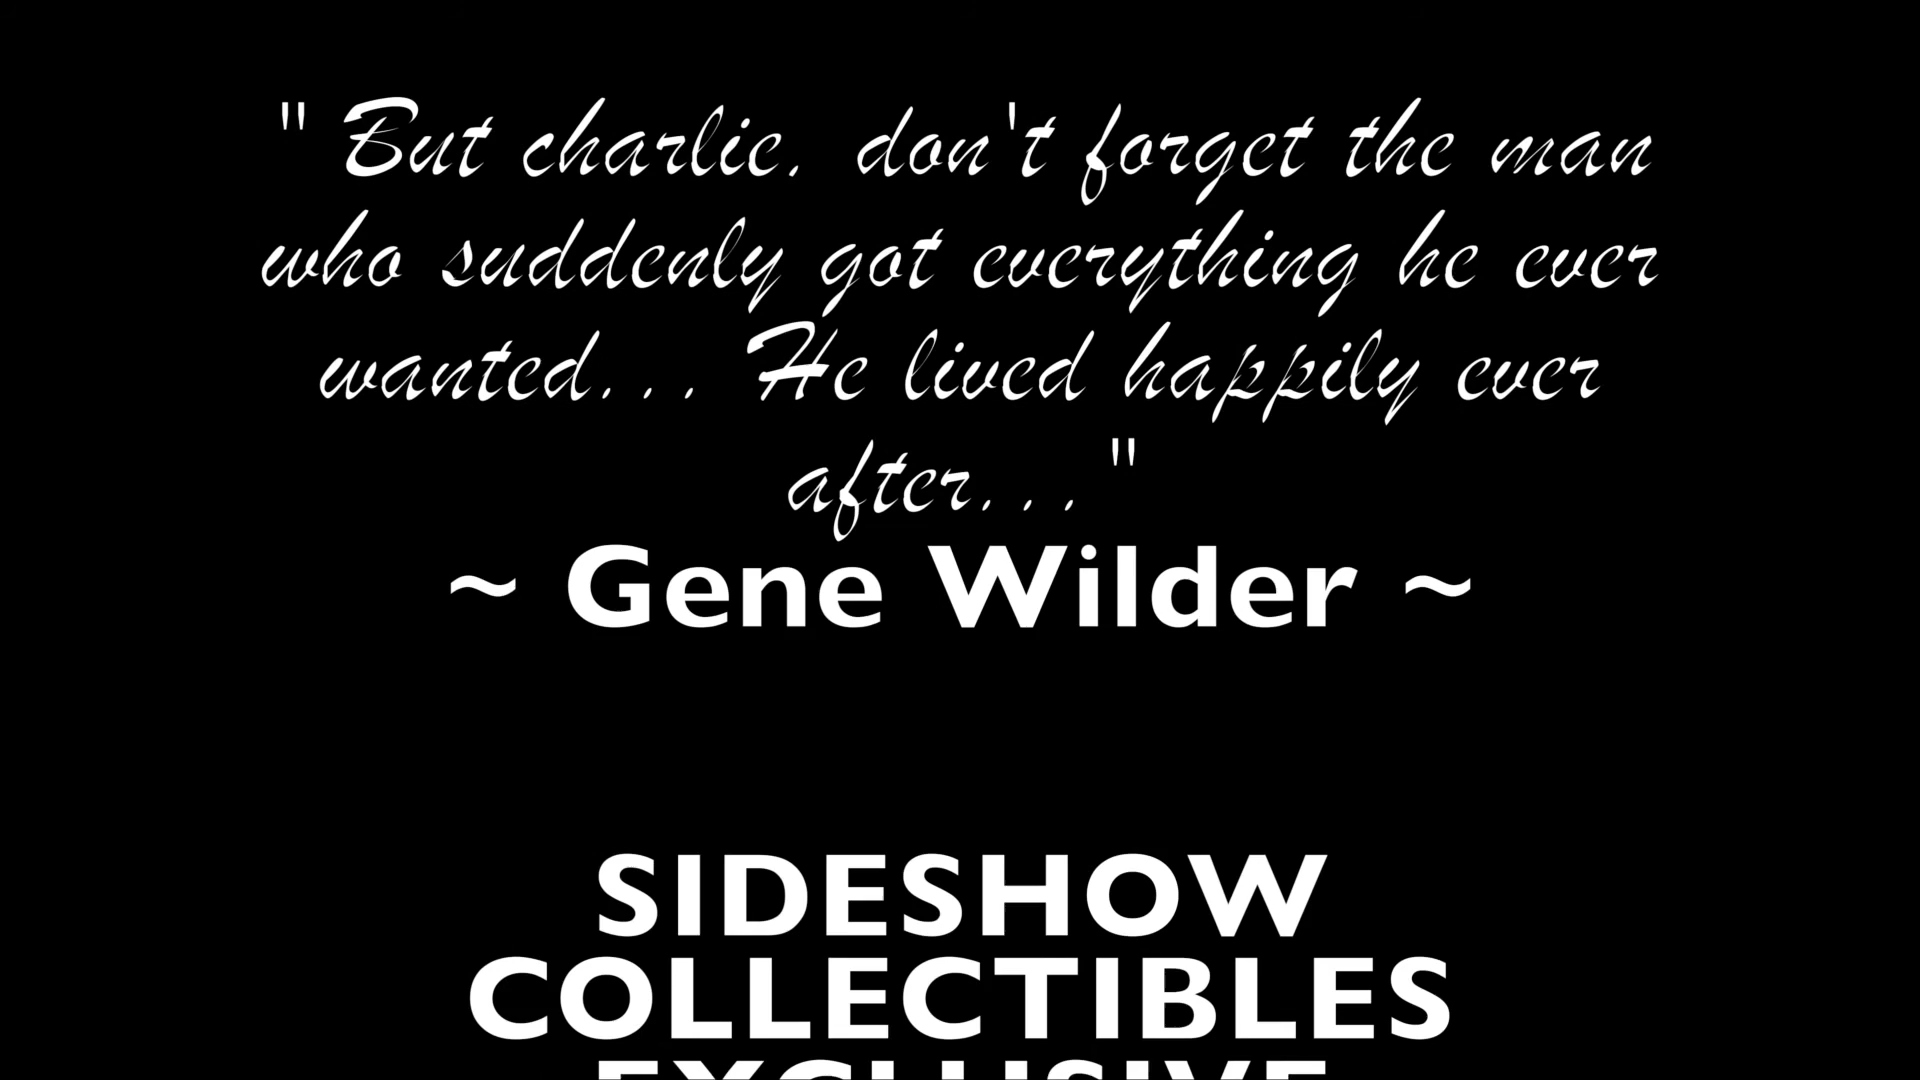 " But charlie, don't forget the man
who suddenly got everything he ever
wanted... He lived happily ever
after..."
~ Gene Wilder ~
SIDESHOW
COLLECTIBLES
EXCLUSIVE